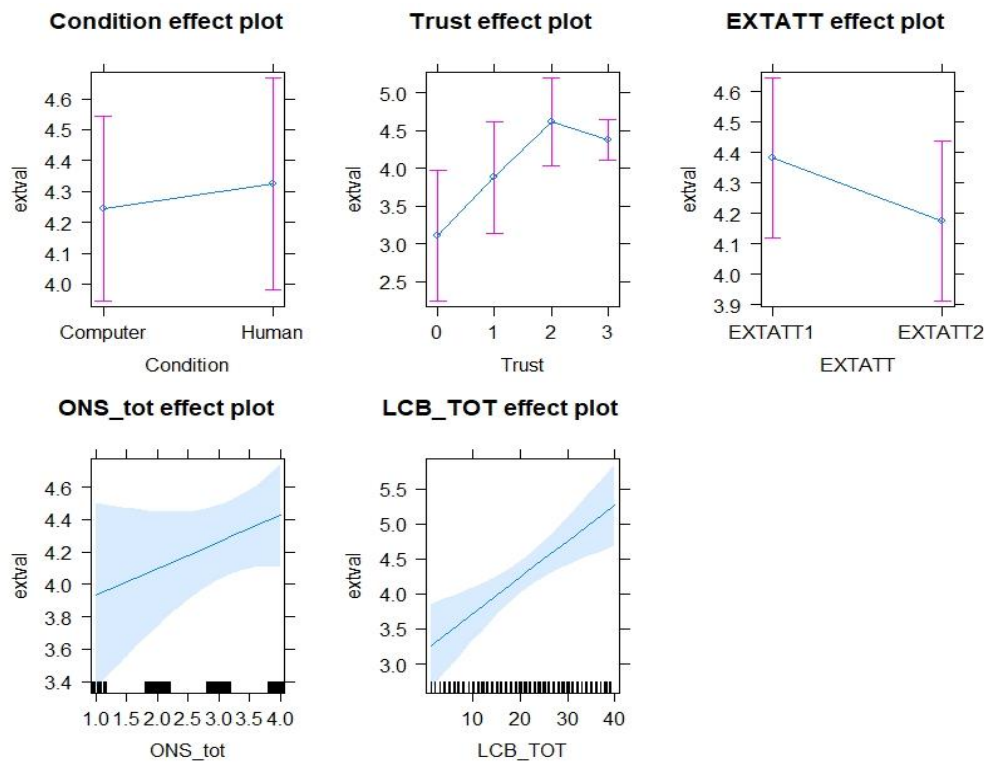 Condition effect plot
Trust effect plot
EXTATT effect plot
extval
4.6
4.5
4.4
4.3
4.2
4.1
4.0
Computer
Human
Condition
extval
5.0
4.5
4.0
3.5
3.0
2.5
0
1
2
3
Trust
extval
4.6
4.5
4.4
4.3
4.2
4.1
4.0
3.9
EXTATT1
EXTATT2
EXTATT
ONS_tot effect plot
LCB_TOT effect plot
extval
4.6
4.4
4.2
4.0
3.8
3.6
3.4
1.0 1.5 2.0 2.5 3.0 3.5 4.0
ONS_tot
extval
5.5
5.0
4.5
4.0
3.5
3.0
10 20 30 40
LCB_TOT